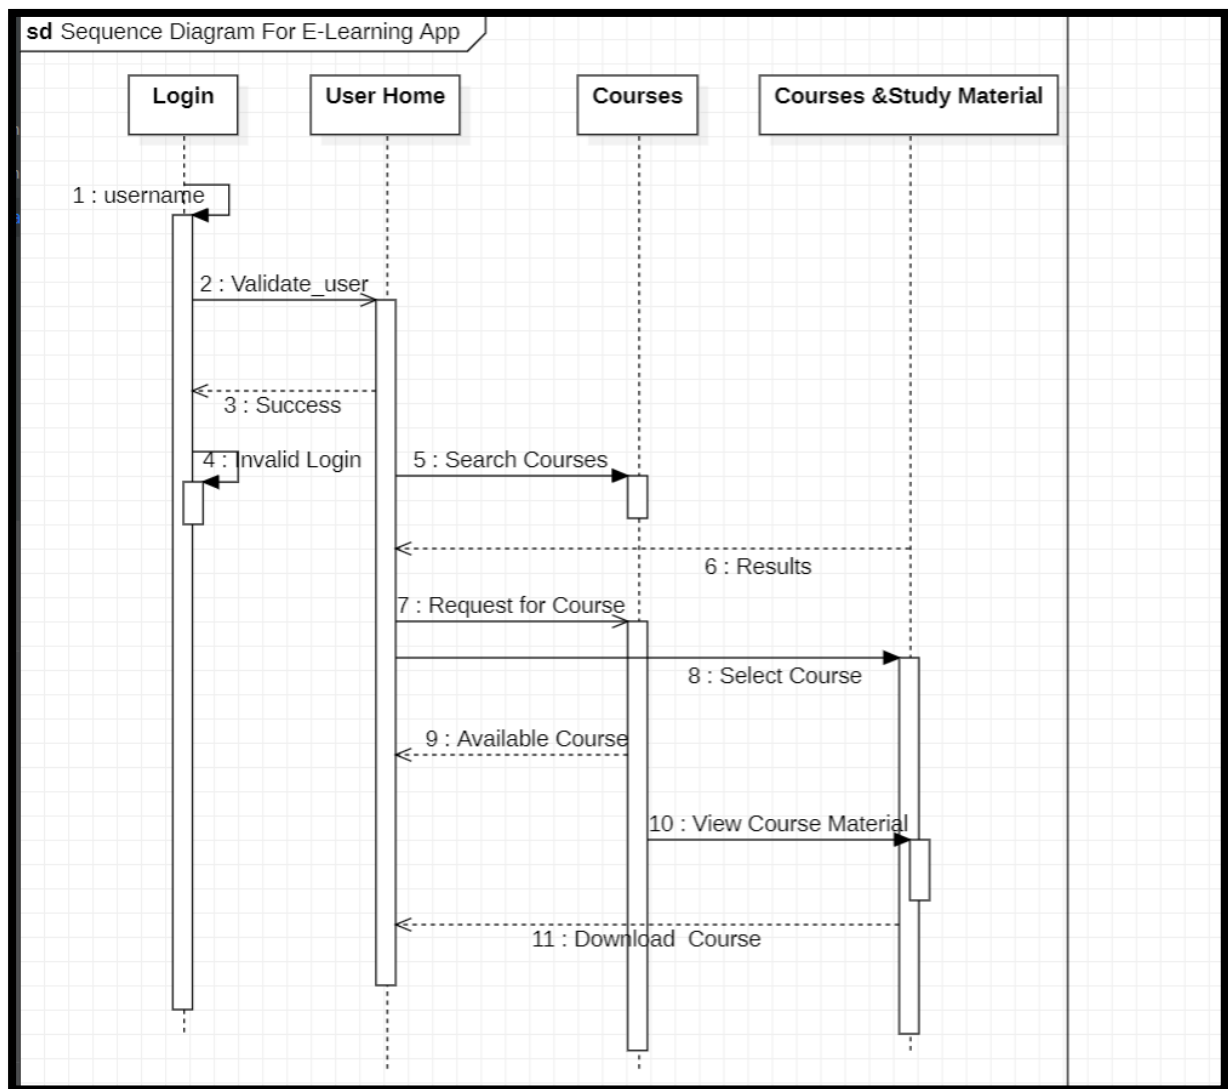 sd Sequence Diagram For E-Learning App
Login
User Home
Courses
Courses &Study Material
1 : username
2 : Validate_user
3 : Success
4 : Invalid Login
5 : Search Courses
6 : Results
7 : Request for Course
8 : Select Course
9 : Available Course
10 : View Course Material
11 : Download  Course